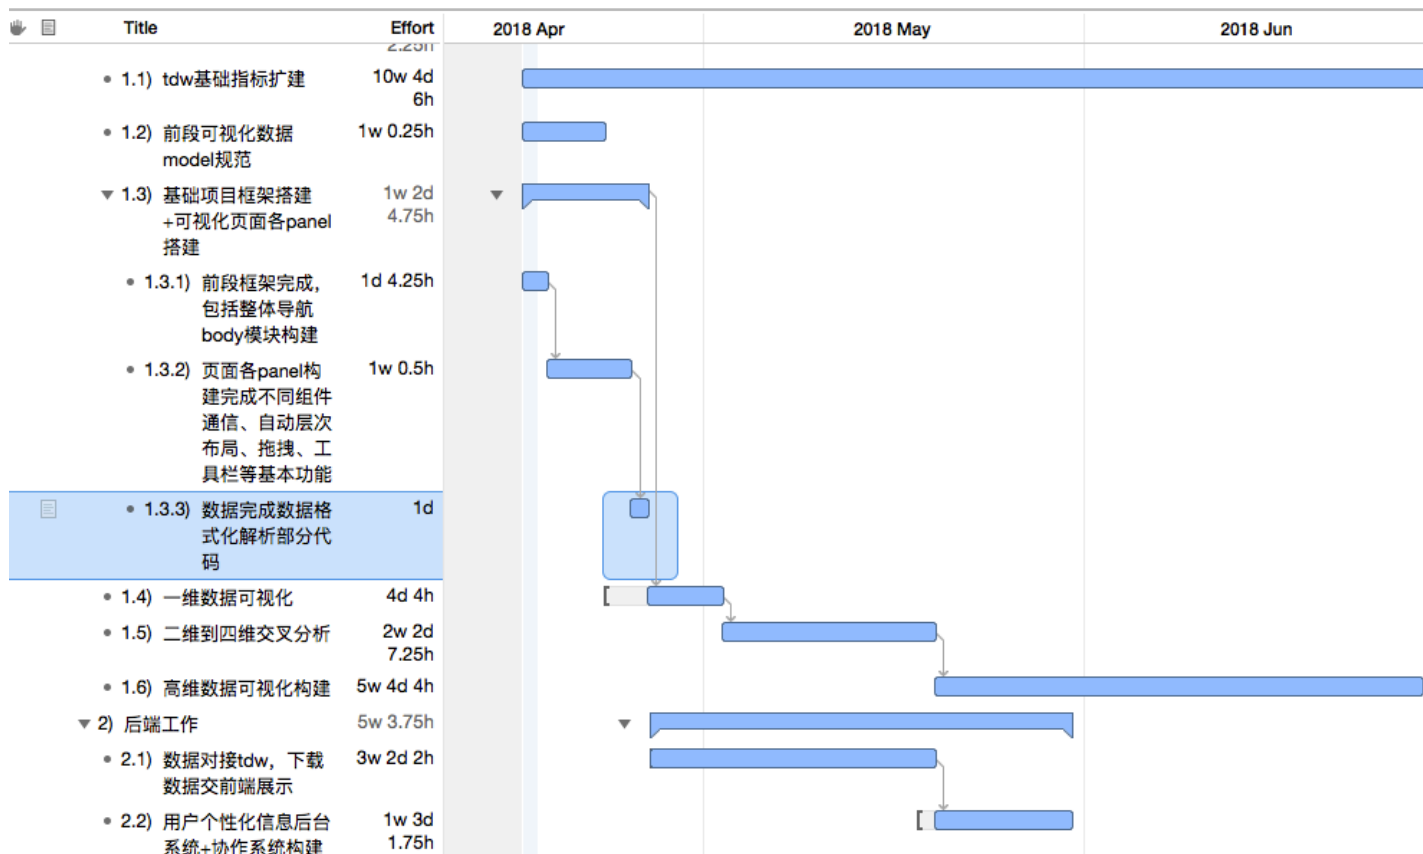 Title Effort 2018 Apr 2018 May 2018 Jun
2.25h
1.1) tdw基础指标扩建 10w 4d
6h
1.2) 前段可视化数据 1w 0.25h
model规范
1.3) 基础项目框架搭建 1w 2d
+可视化页面各panel 4.75h
搭建
1.3.1) 前段框架完成， 1d 4.25h
包括整体导航
body模块构建
1.3.2) 页面各panel构 1w 0.5h
建完成不同组件
通信、自动层次
布局、拖拽、工
具栏等基本功能
1.3.3) 数据完成数据格 1d
式化解析部分代
码
1.4) 一维数据可视化 4d 4h
1.5) 二维到四维交叉分析 2w 2d
7.25h
1.6) 高维数据可视化构建 5w 4d 4h
2) 后端工作 5w 3.75h
2.1) 数据对接tdw，下载 3w 2d 2h
数据交前端展示
2.2) 用户个性化信息后台 1w 3d
系统+协作系统构建 1.75h